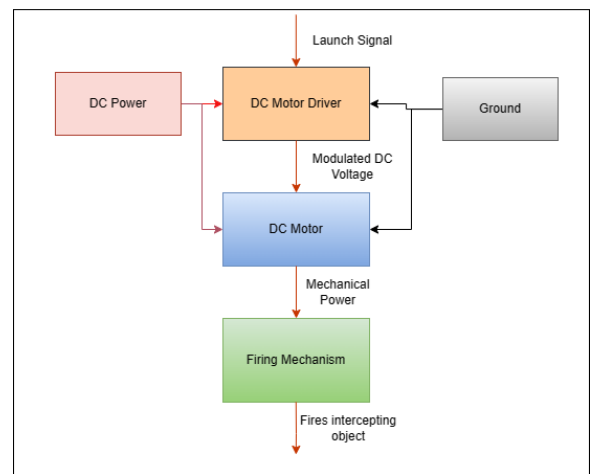 Launch Signal
DC Power
DC Motor Driver
Ground
Modulated DC
Voltage
DC Motor
Mechanical
Power
Firing Mechanism
Fires intercepting
object